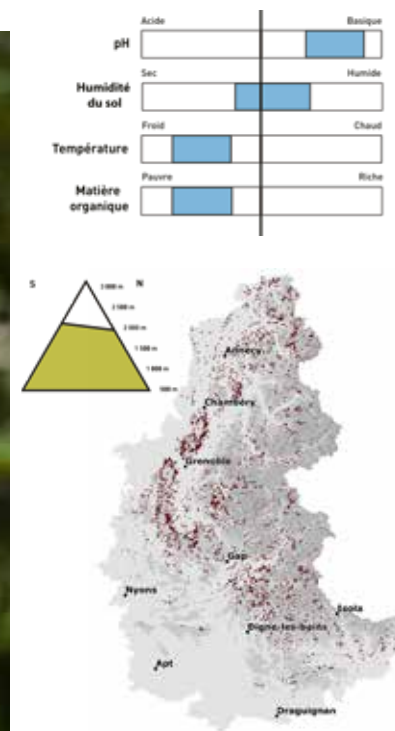 Acide Basique
pH
Sec Humide
Humidité
du sol
Froid Chaud
Température
Pauvre Riche
Matière
organique
S N
3 000 m
2 500 m
2 000 m
1 500 m
1 000 m
500 m
Annecy
Chambéry
Grenoble
Gap
Nyons
Isola
Digne-les-bains
Apt
Draguignan